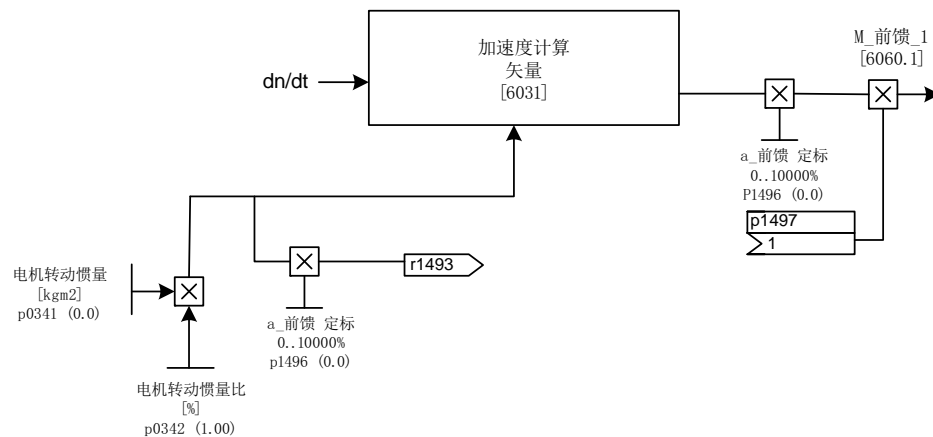 加速度计算
矢量
[6031]
dn/dt
M_前馈_1
[6060.1]
a_前馈 定标
0..10000%
P1496 (0.0)
p1497
1
r1493
电机转动惯量
[kgm2]
p0341 (0.0)
a_前馈 定标
0..10000%
p1496 (0.0)
电机转动惯量比
[%]
p0342 (1.00)